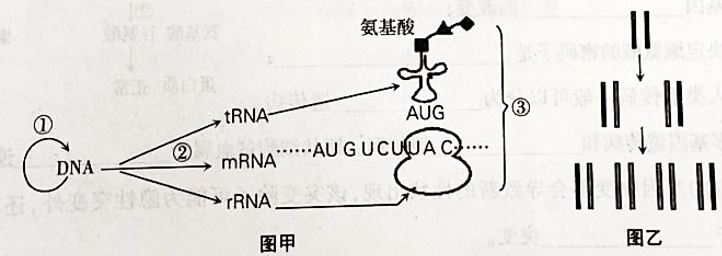 氨基酸
①
tRNA
AUG
③
DNA
②
mRNA……AUGUCUUAC……
rRNA
图甲
图乙